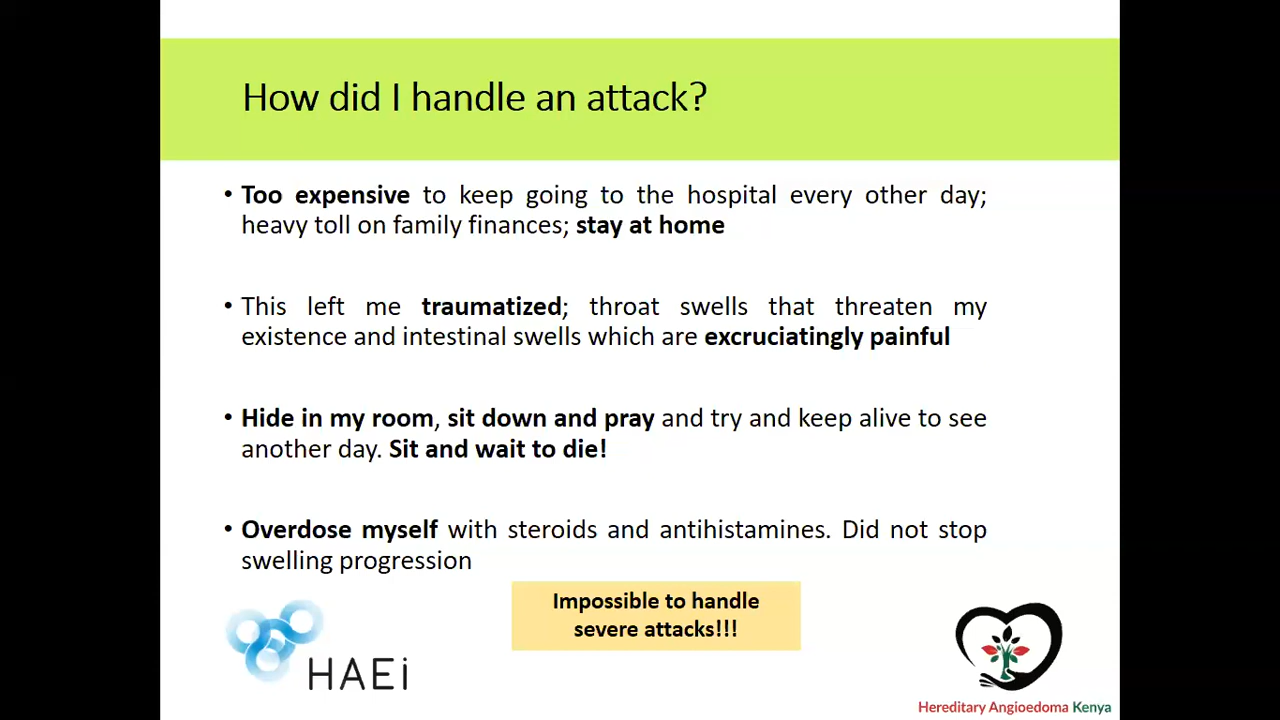 How did I handle an attack?
• Too expensive to keep going to the hospital every other day;
heavy toll on family finances; stay at home
• This left me traumatized; throat swells that threaten my
existence and intestinal swells which are excruciatingly painful
• Hide in my room, sit down and pray and try and keep alive to see
another day. Sit and wait to die!
• Overdose myself with steroids and antihistamines. Did not stop
swelling progression
Impossible to handle
severe attacks!!!
HAEi
Hereditary Angioedoma Kenya